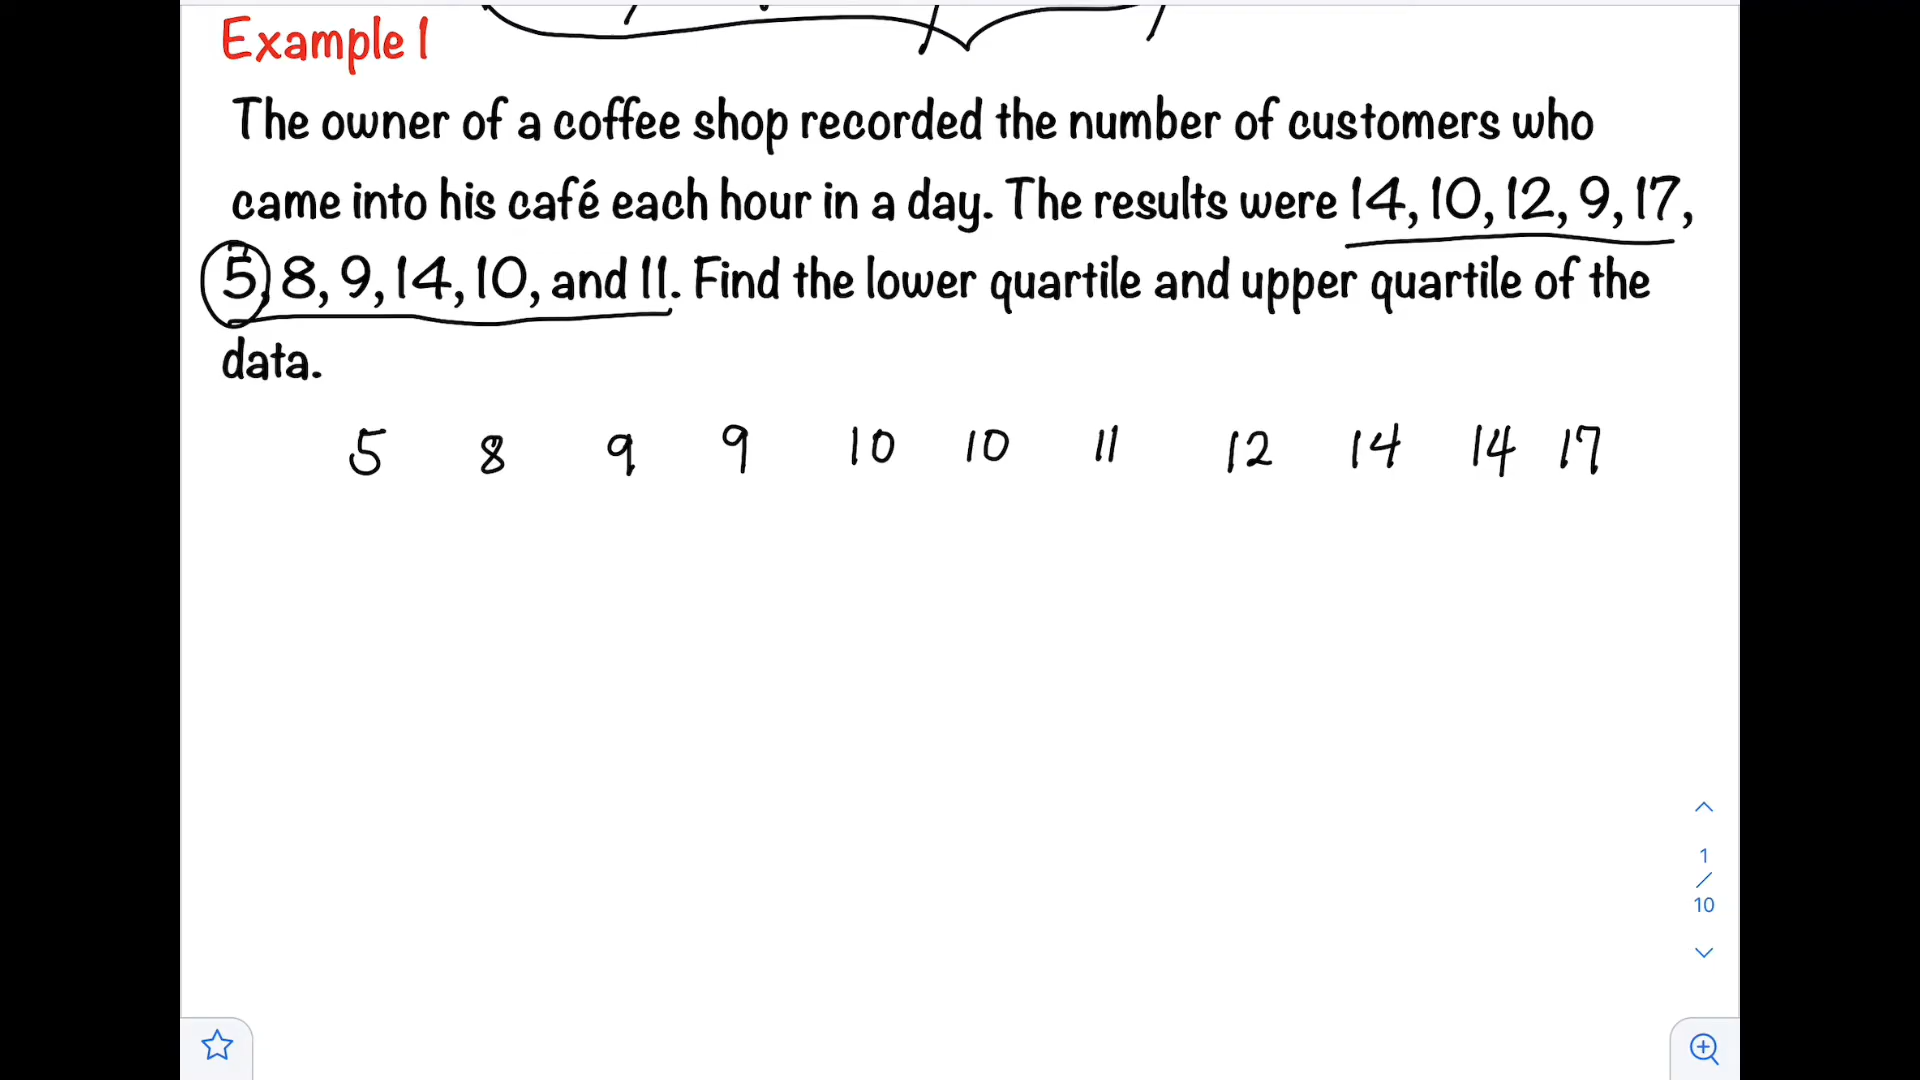 Example 1
The owner of a coffee shop recorded the number of customers who
came into his café each hour in a day. The results were 14, 10, 12, 9, 17,
5, 8, 9, 14, 10, and 11. Find the lower quartile and upper quartile of the
data.
5 8 9 9 10 10 11 12 14 14 17
1
/
10